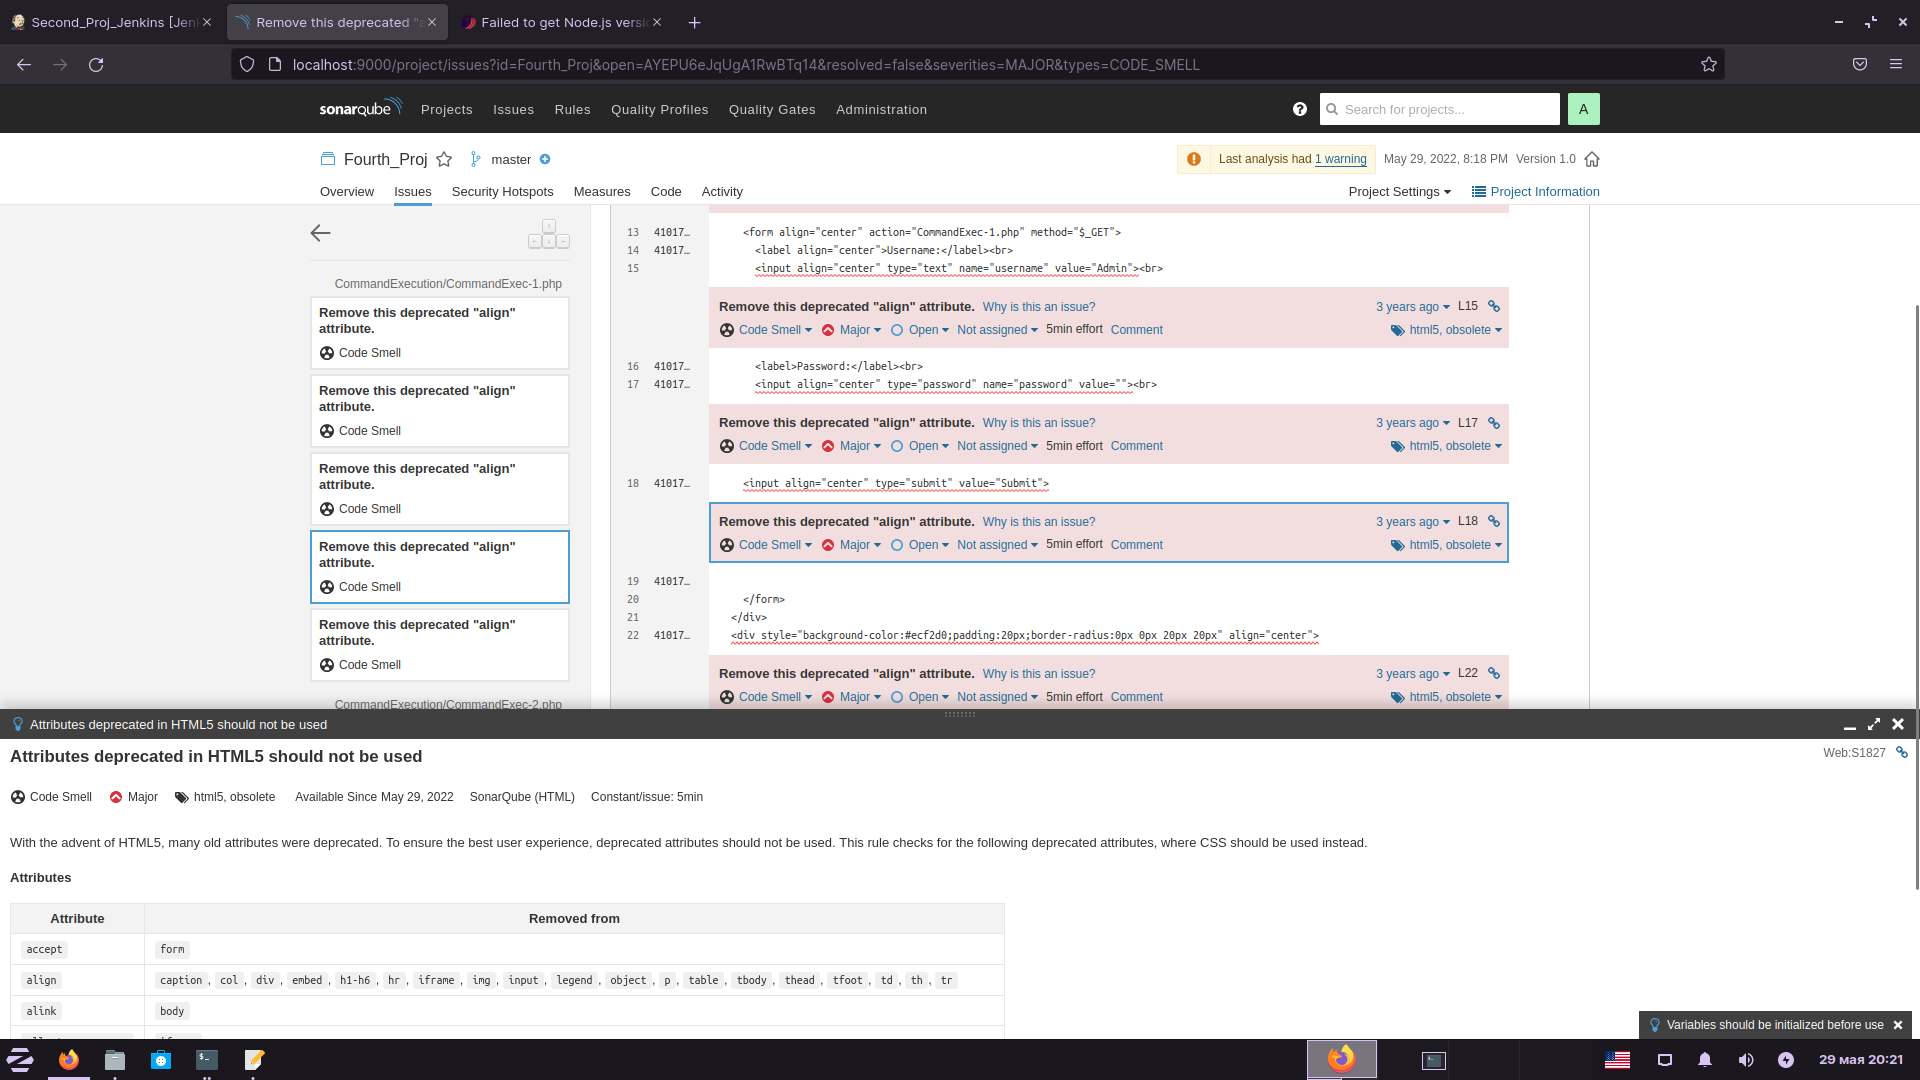 Second_Proj_Jenkins [Jen
Remove this deprecated "a
Failed to get Node.js versi
localhost:9000/project/issues?id=Fourth_Proj&open=AYEPU6eJqUgA1RwBTq14&resolved=false&severities=MAJOR&types=CODE_SMELL
sonarqube Projects Issues Rules Quality Profiles Quality Gates Administration
Search for projects...
A
Fourth_Proj master
Last analysis had 1 warning May 29, 2022, 8:18 PM Version 1.0
Overview Issues Security Hotspots Measures Code Activity
Project Settings Project Information
CommandExecution/CommandExec-1.php
Remove this deprecated "align" attribute.
Code Smell
Remove this deprecated "align" attribute.
Code Smell
Remove this deprecated "align" attribute.
Code Smell
Remove this deprecated "align" attribute.
Code Smell
Remove this deprecated "align" attribute.
Code Smell
CommandExecution/CommandExec-2.php
13 41017… <form align="center" action="CommandExec-1.php" method="$_GET">
14 41017… <label align="center">Username:</label><br>
15 <input align="center" type="text" name="username" value="Admin"><br>
Remove this deprecated "align" attribute. Why is this an issue? 3 years ago L15
Code Smell Major Open Not assigned 5min effort Comment html5, obsolete
16 41017… <label>Password:</label><br>
17 41017… <input align="center" type="password" name="password" value=""><br>
Remove this deprecated "align" attribute. Why is this an issue? 3 years ago L17
Code Smell Major Open Not assigned 5min effort Comment html5, obsolete
18 41017… <input align="center" type="submit" value="Submit">
Remove this deprecated "align" attribute. Why is this an issue? 3 years ago L18
Code Smell Major Open Not assigned 5min effort Comment html5, obsolete
19 41017…
20 </form>
21 </div>
22 41017… <div style="background-color:#ecf2d0;padding:20px;border-radius:0px 0px 20px 20px" align="center">
Remove this deprecated "align" attribute. Why is this an issue? 3 years ago L22
Code Smell Major Open Not assigned 5min effort Comment html5, obsolete
Attributes deprecated in HTML5 should not be used
Attributes deprecated in HTML5 should not be used
Web:S1827
Code Smell Major html5, obsolete Available Since May 29, 2022 SonarQube (HTML) Constant/issue: 5min
With the advent of HTML5, many old attributes were deprecated. To ensure the best user experience, deprecated attributes should not be used. This rule checks for the following deprecated attributes, where CSS should be used instead.
Attributes
Attribute Removed from
accept form
align caption, col, div, embed, h1-h6, hr, iframe, img, input, legend, object, p, table, tbody, thead, tfoot, td, th, tr
alink body
Variables should be initialized before use
29 мая 20:21